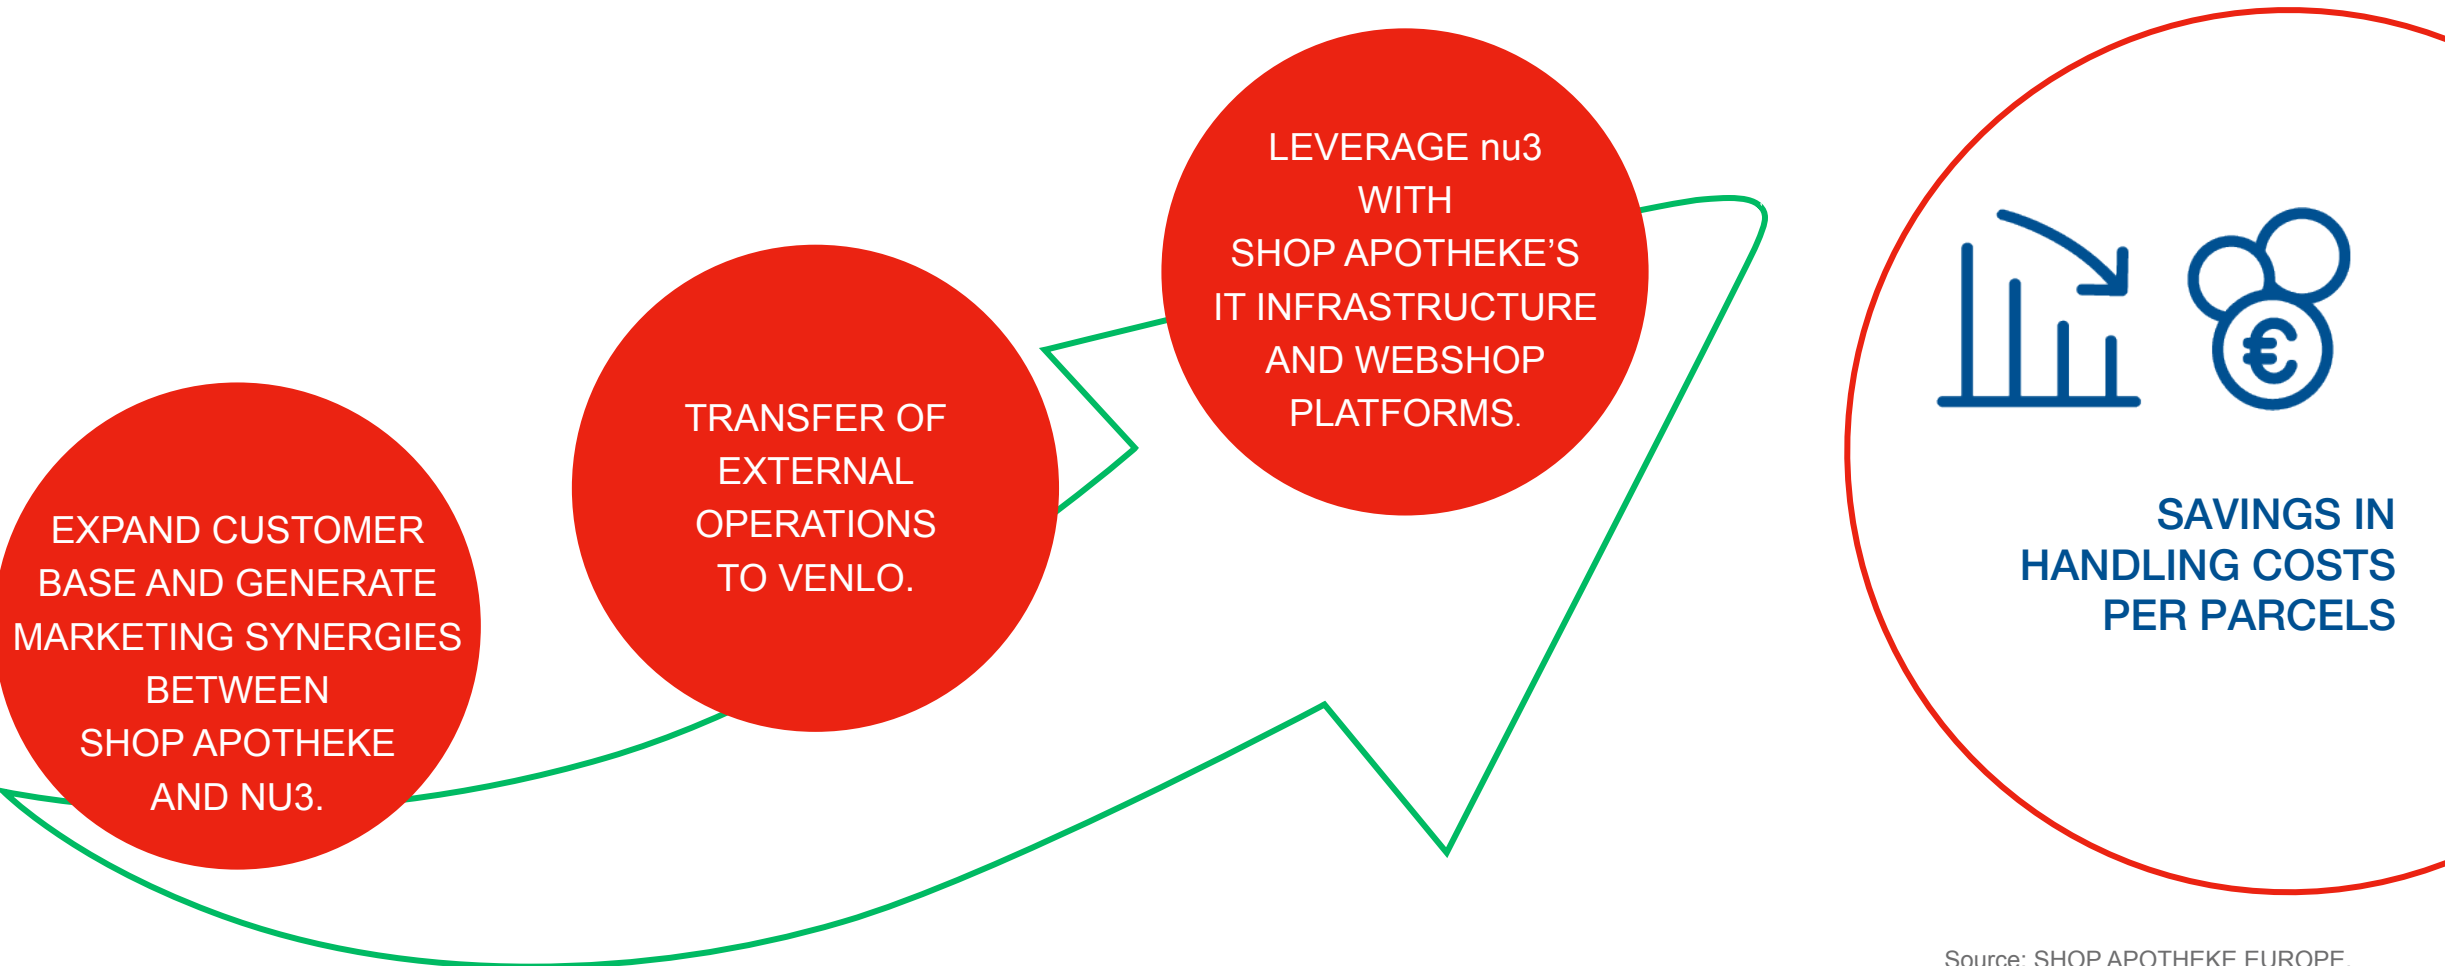 EXPAND CUSTOMER
BASE AND GENERATE
MARKETING SYNERGIES
BETWEEN
SHOP APOTHEKE
AND NU3.
TRANSFER OF
EXTERNAL
OPERATIONS
TO VENLO.
LEVERAGE nu3
WITH
SHOP APOTHEKE’S
IT INFRASTRUCTURE
AND WEBSHOP
PLATFORMS.
€
SAVINGS IN
HANDLING COSTS
PER PARCELS
Source: SHOP APOTHEKE EUROPE.